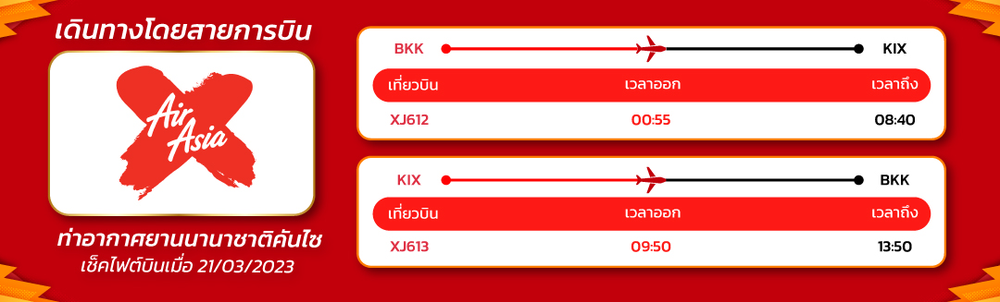 เดินทางโดยสายการบิน
Air
Asia
ท่าอากาศยานนานาชาติคันไซ
เช็คไฟต์บินเมื่อ 21/03/2023
BKK KIX
เที่ยวบิน เวลาออก เวลาถึง
XJ612 00:55 08:40
KIX BKK
เที่ยวบิน เวลาออก เวลาถึง
XJ613 09:50 13:50